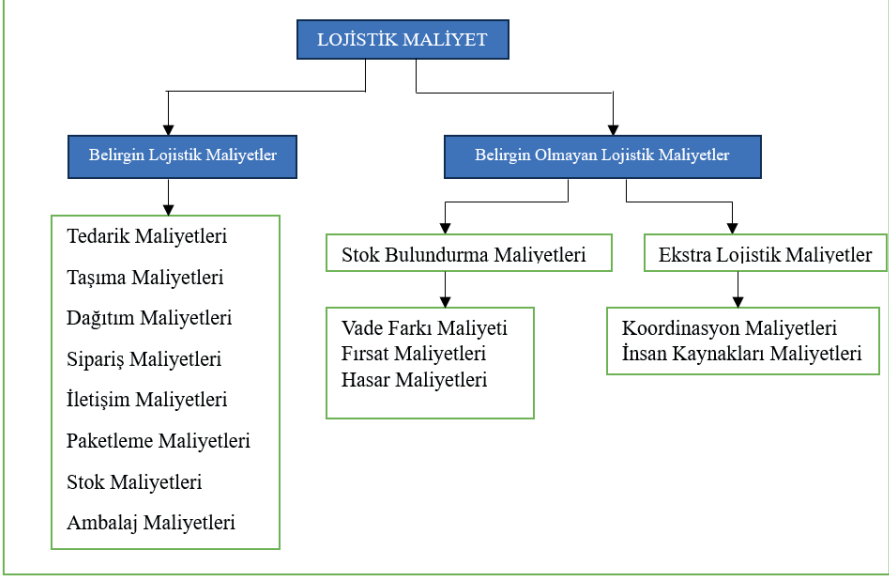 LOJİSTİK MALİYET
Belirgin Lojistik Maliyetler
Belirgin Olmayan Lojistik Maliyetler
Tedarik Maliyetleri
Taşıma Maliyetleri
Dağıtım Maliyetleri
Sipariş Maliyetleri
İletişim Maliyetleri
Paketleme Maliyetleri
Stok Maliyetleri
Ambalaj Maliyetleri
Stok Bulundurma Maliyetleri
Ekstra Lojistik Maliyetler
Vade Farkı Maliyeti
Fırsat Maliyetleri
Hasar Maliyetleri
Koordinasyon Maliyetleri
İnsan Kaynakları Maliyetleri